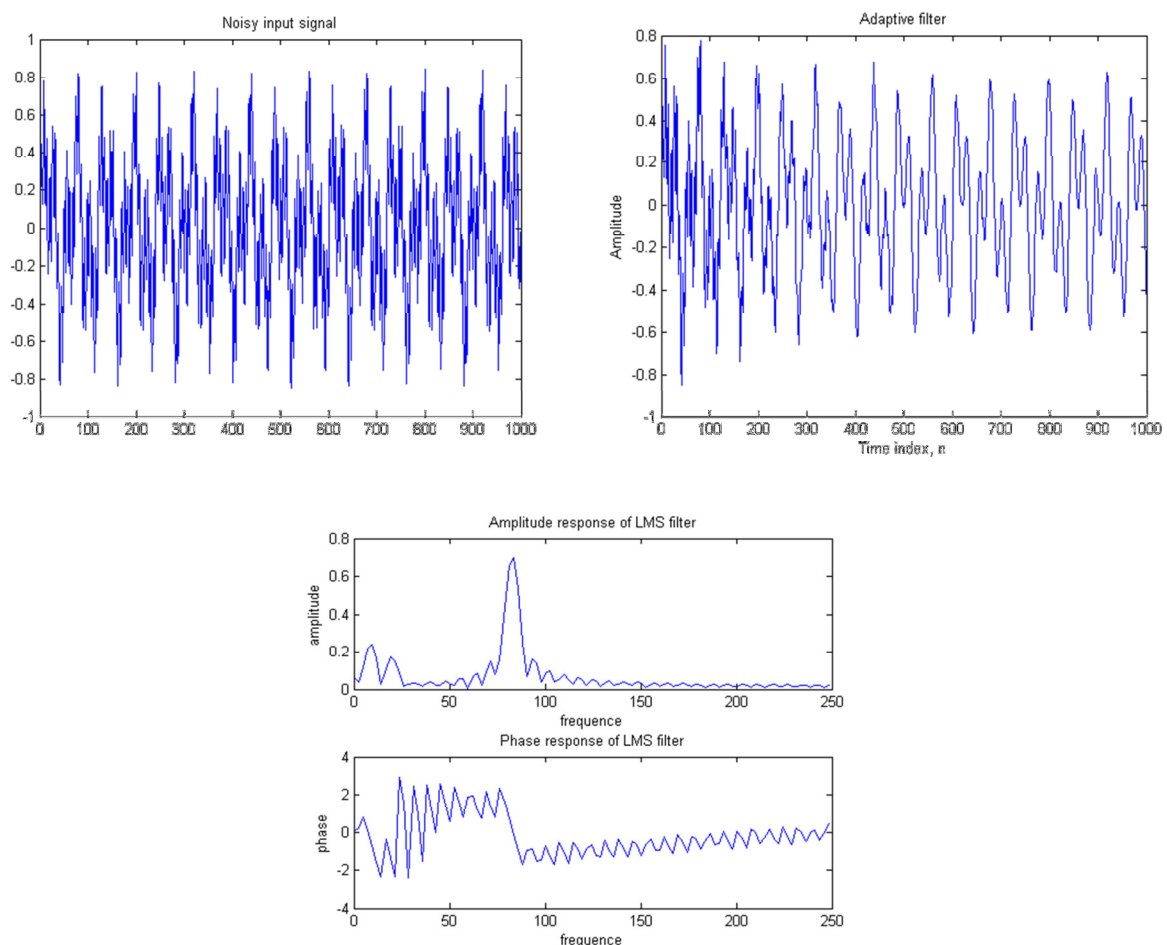 Noisy input signal
1
0.8
0.6
0.4
0.2
0
-0.2
-0.4
-0.6
-0.8
-1
0 100 200 300 400 500 600 700 800 900 1000
Adaptive filter
Amplitude
0.8
0.6
0.4
0.2
0
-0.2
-0.4
-0.6
-0.8
-1
0 100 200 300 400 500 600 700 800 900 1000
Time index, n
Amplitude response of LMS filter
amplitude
0.8
0.6
0.4
0.2
0
0 50 100 150 200 250
frequence
Phase response of LMS filter
phase
4
2
0
-2
-4
0 50 100 150 200 250
frequence